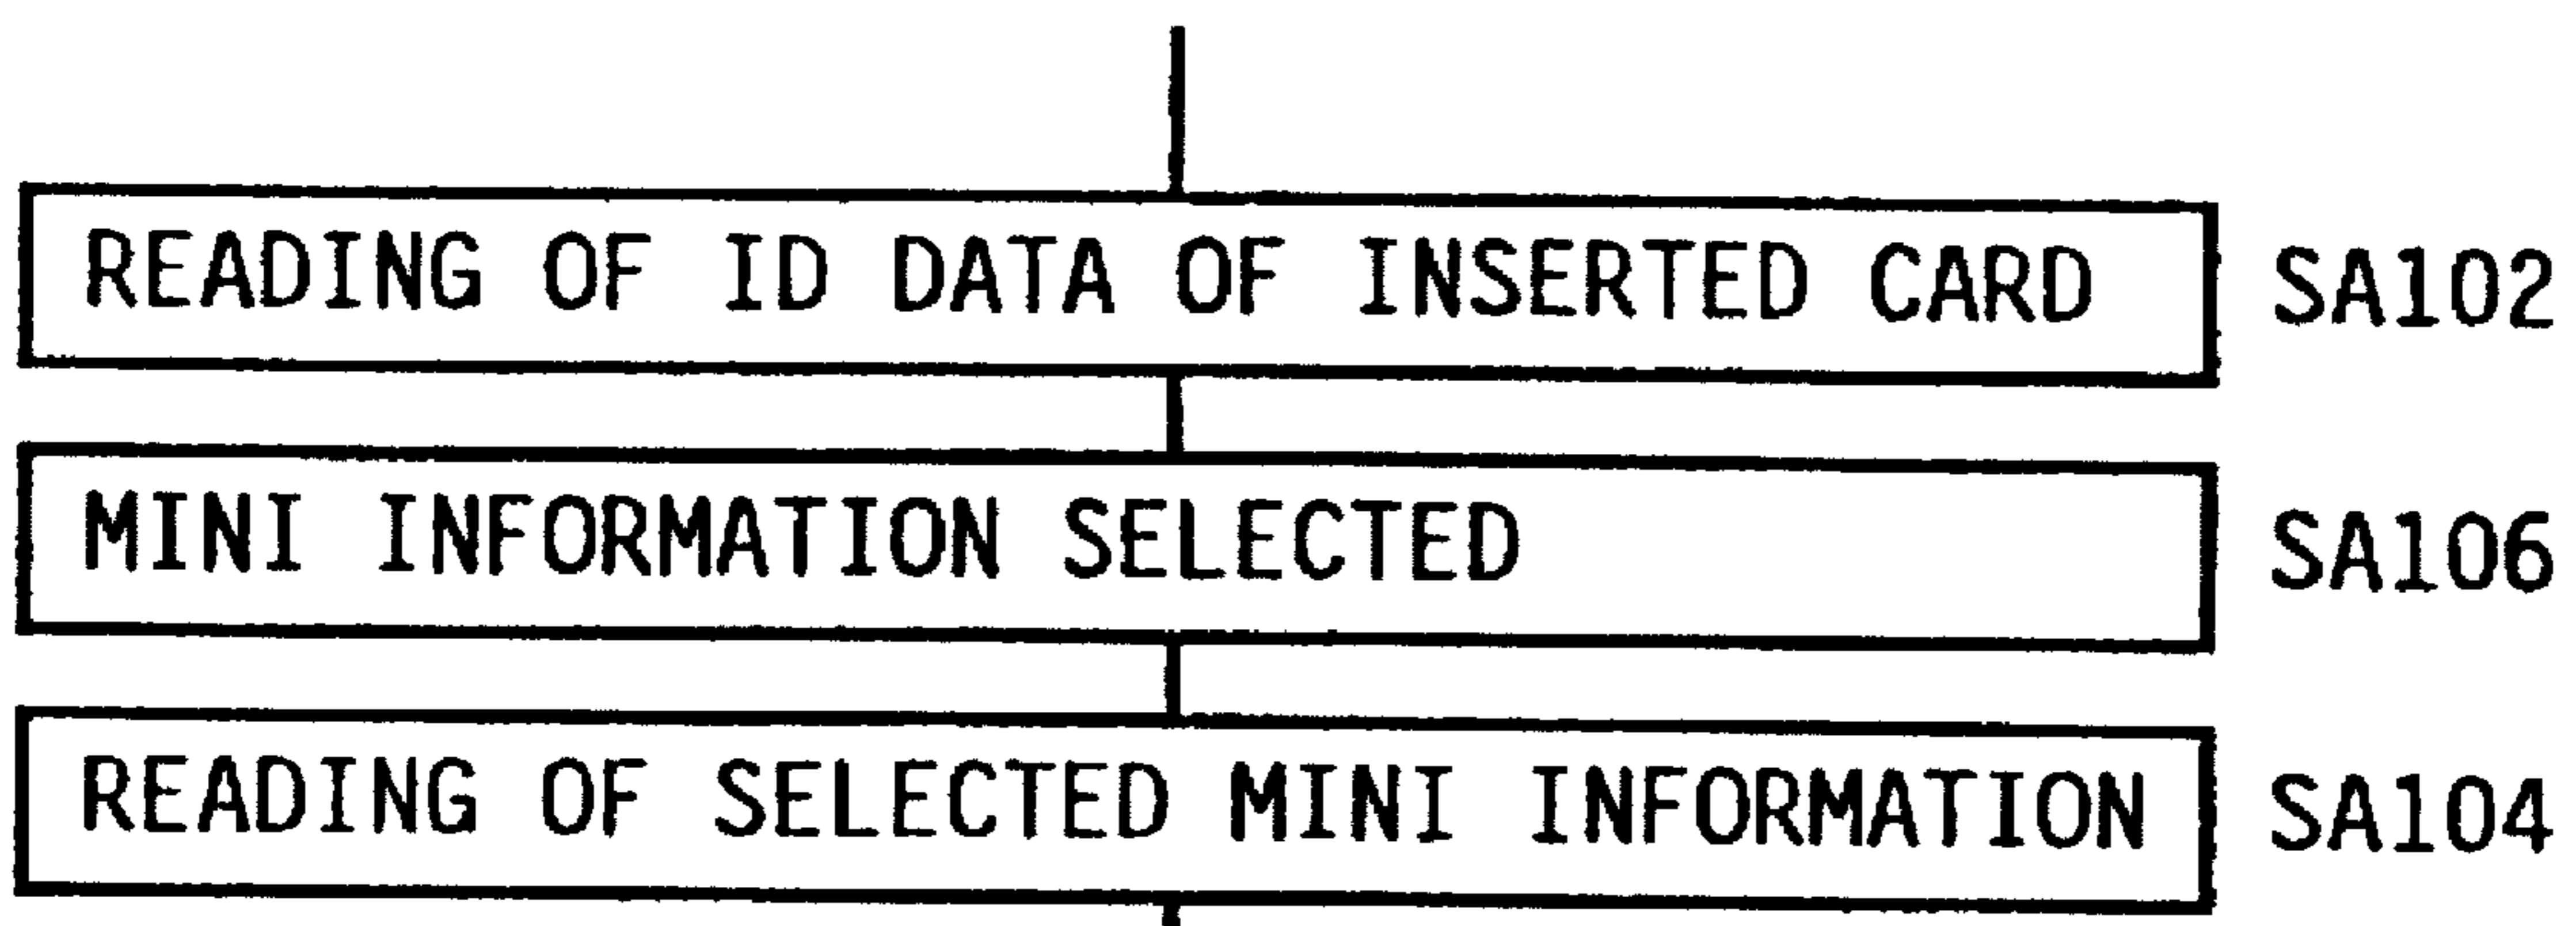 READING OF ID DATA OF INSERTED CARD SA102
MINI INFORMATION SELECTED SA106
READING OF SELECTED MINI INFORMATION SA104